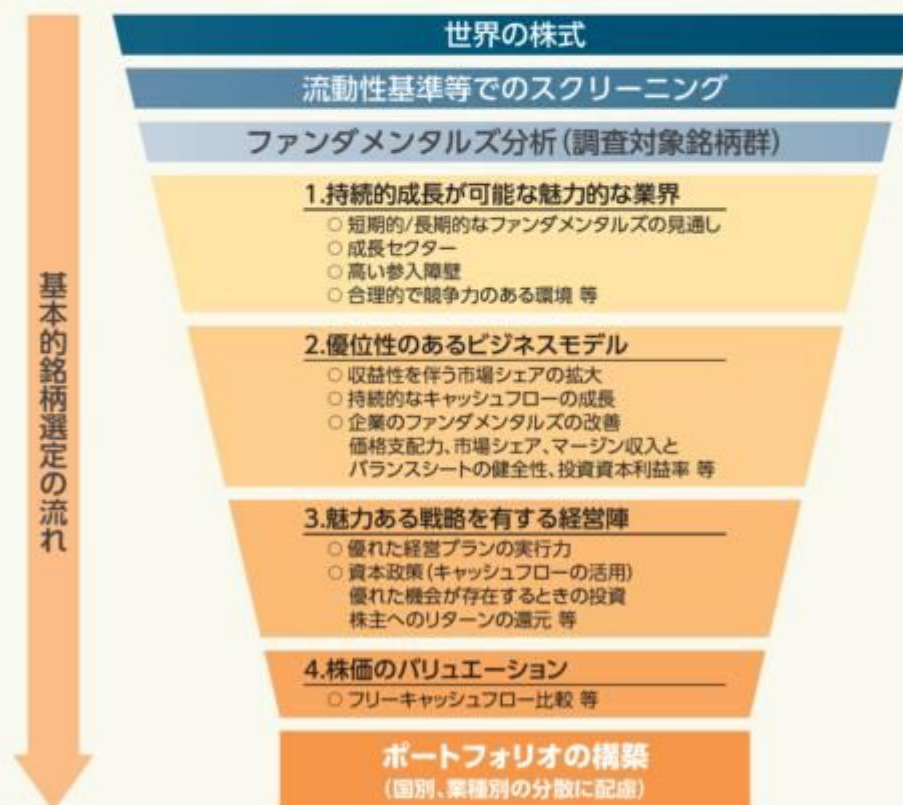 世界の株式
流動性基準等でのスクリーニング
ファンダメンタルズ分析(調査対象銘柄群)
基本的銘柄選定の流れ
1.持続的成長が可能な魅力的な業界
○ 短期的/長期的なファンダメンタルズの見通し
○ 成長セクター
○ 高い参入障壁
○ 合理的で競争力のある環境 等
2.優位性のあるビジネスモデル
○ 収益性を伴う市場シェアの拡大
○ 持続的なキャッシュフローの成長
○ 企業のファンダメンタルズの改善
価格支配力、市場シェア、マージン収入と
バランスシートの健全性、投資資本利益率 等
3.魅力ある戦略を有する経営陣
○ 優れた経営プランの実行力
○ 資本政策(キャッシュフローの活用)
優れた機会が存在するときの投資
株主へのリターンの還元 等
4.株価のバリュエーション
○ フリーキャッシュフロー比較 等
ポートフォリオの構築
(国別、業種別の分散に配慮)